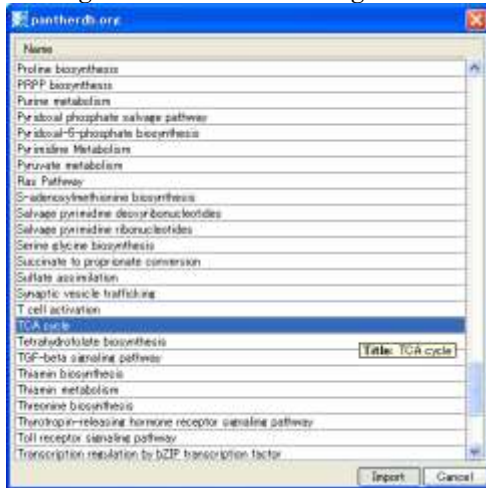 pantherdb.org
Name
Proline biosynthesis
PRPP biosynthesis
Purine metabolism
Pyridoxal phosphate salvage pathway
Pyridoxal-5-phosphate biosynthesis
Pyrimidine Metabolism
Pyruvate metabolism
Ras Pathway
S-adenosylmethionine biosynthesis
Salvage pyrimidine deoxyribonucleotides
Salvage pyrimidine ribonucleotides
Serine glycine biosynthesis
Succinate to proprionate conversion
Sulfate assimilation
Synaptic vesicle trafficking
T cell activation
TCA cycle
Tetrahydrofolate biosynthesis
Title: TCA cycle
TGF-beta signaling pathway
Thiamin biosynthesis
Thiamin metabolism
Threonine biosynthesis
Thyrotropin-releasing hormone receptor signaling pathway
Toll receptor signaling pathway
Transcription regulation by bZIP transcription factor
Import Cancel